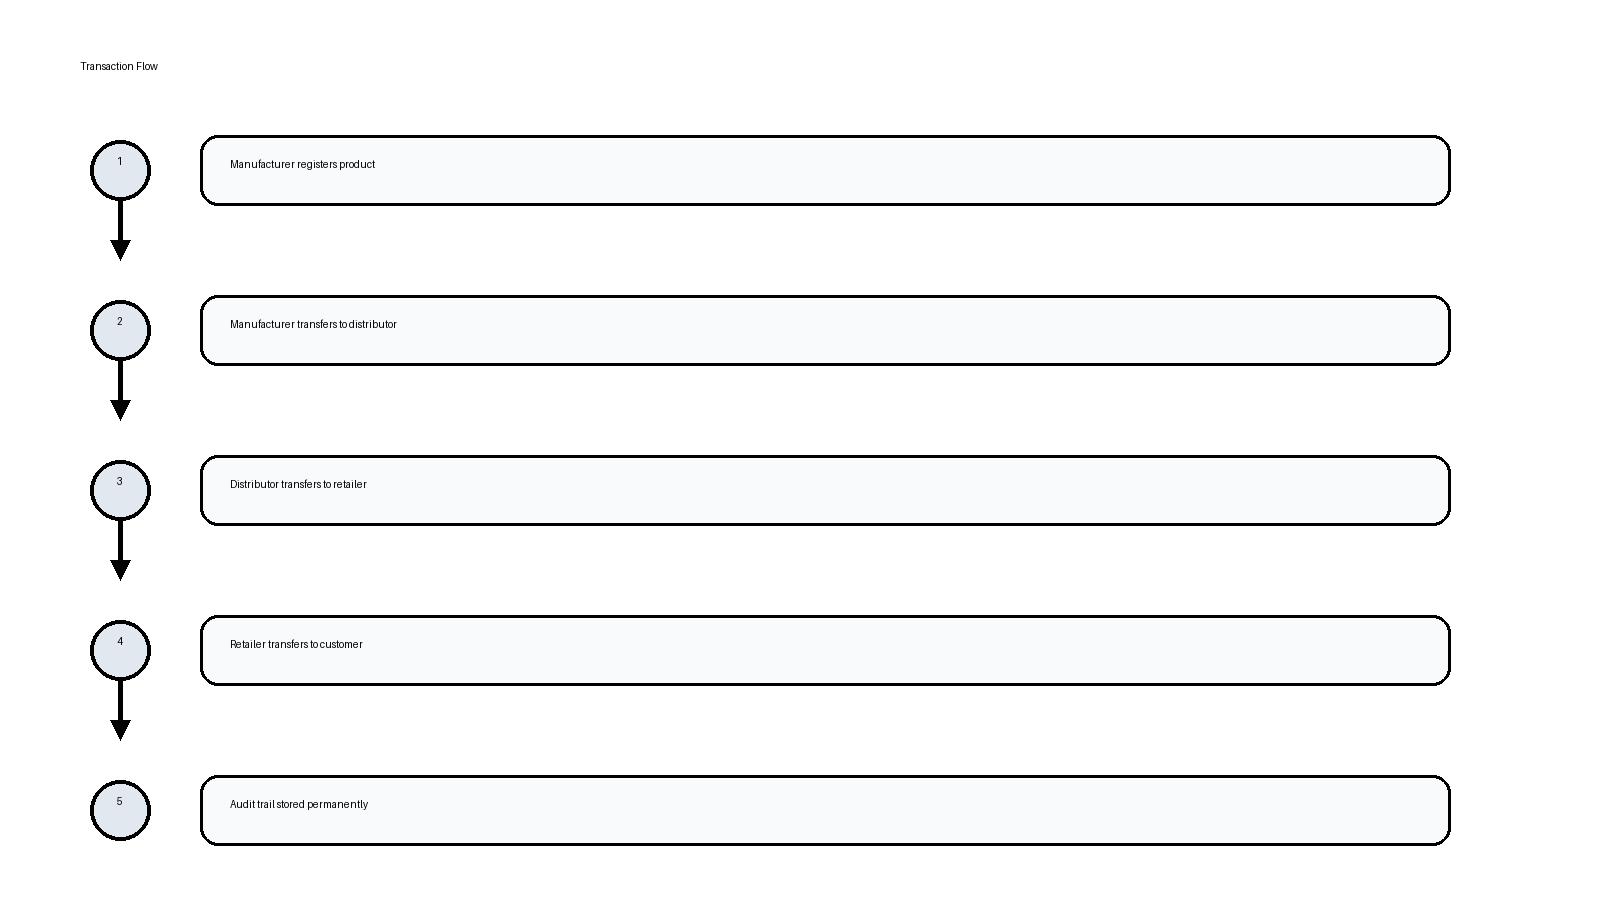 Transaction Flow
1
Manufacturer registers product
2
Manufacturer transfers to distributor
3
Distributor transfers to retailer
4
Retailer transfers to customer
5
Audit trail stored permanently